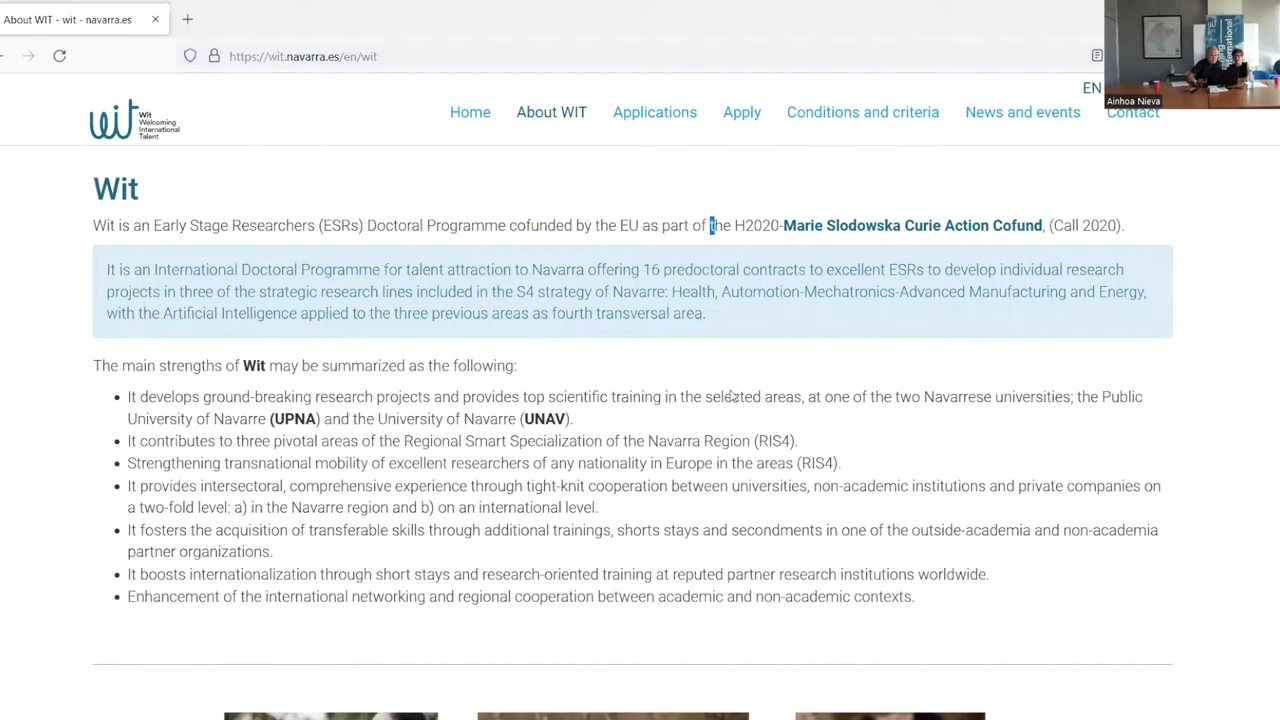 About WIT - wit - navarra.es
https://wit.navarra.es/en/wit
EN
Ainhoa Nieva
wit
Wit
Welcoming
International
Talent
Home About WIT Applications Apply Conditions and criteria News and events Contact
Wit
Wit is an Early Stage Researchers (ESRs) Doctoral Programme cofunded by the EU as part of the H2020-Marie Slodowska Curie Action Cofund, (Call 2020).
It is an International Doctoral Programme for talent attraction to Navarra offering 16 predoctoral contracts to excellent ESRs to develop individual research
projects in three of the strategic research lines included in the S4 strategy of Navarre: Health, Automotion-Mechatronics-Advanced Manufacturing and Energy,
with the Artificial Intelligence applied to the three previous areas as fourth transversal area.
The main strengths of Wit may be summarized as the following:
It develops ground-breaking research projects and provides top scientific training in the selected areas, at one of the two Navarrese universities; the Public
University of Navarre (UPNA) and the University of Navarre (UNAV).
It contributes to three pivotal areas of the Regional Smart Specialization of the Navarra Region (RIS4).
Strengthening transnational mobility of excellent researchers of any nationality in Europe in the areas (RIS4).
It provides intersectoral, comprehensive experience through tight-knit cooperation between universities, non-academic institutions and private companies on
a two-fold level: a) in the Navarre region and b) on an international level.
It fosters the acquisition of transferable skills through additional trainings, shorts stays and secondments in one of the outside-academia and non-academia
partner organizations.
It boosts internationalization through short stays and research-oriented training at reputed partner research institutions worldwide.
Enhancement of the international networking and regional cooperation between academic and non-academic contexts.